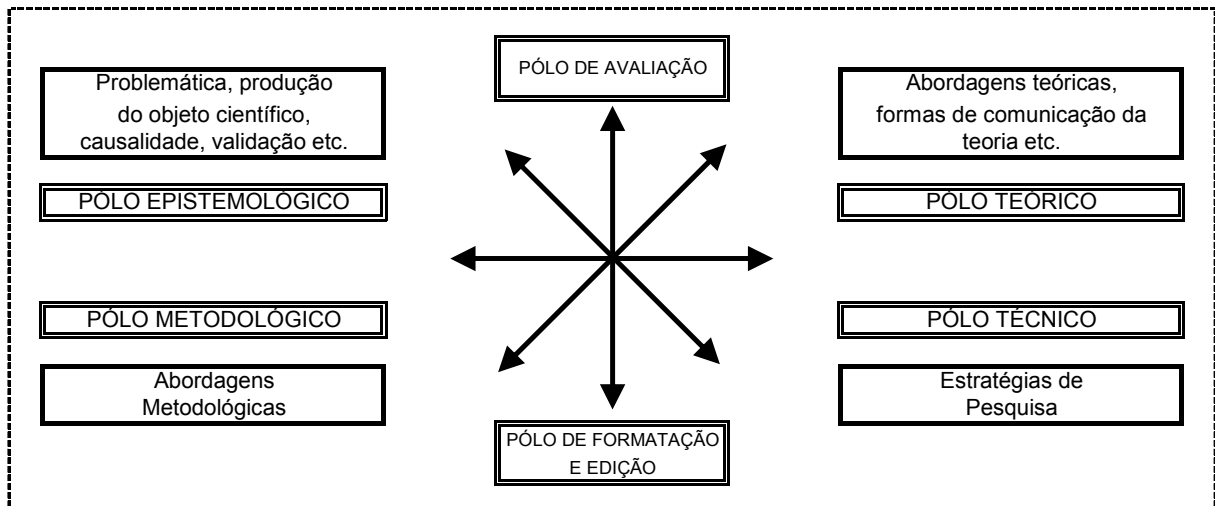 PÓLO DE AVALIAÇÃO
Problemática, produção
do objeto científico,
causalidade, validação etc.
PÓLO EPISTEMOLÓGICO
Abordagens teóricas,
formas de comunicação da
teoria etc.
PÓLO TEÓRICO
PÓLO METODOLÓGICO
Abordagens
Metodológicas
PÓLO TÉCNICO
Estratégias de
Pesquisa
PÓLO DE FORMATAÇÃO
E EDIÇÃO